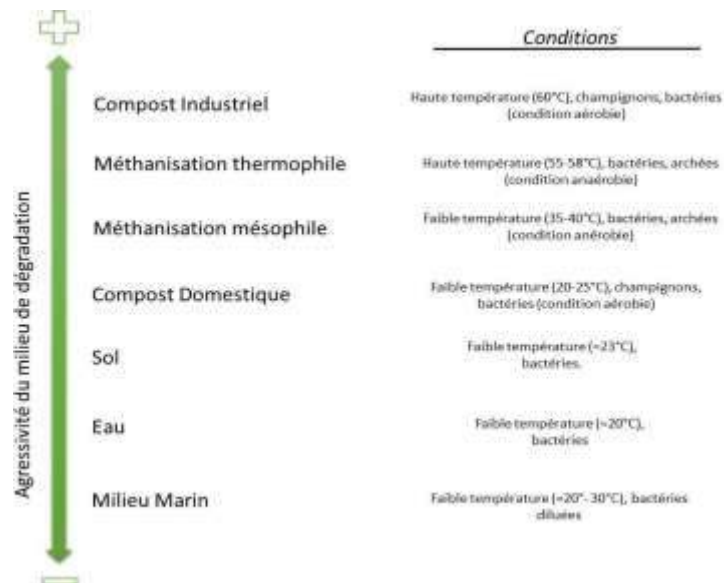 Conditions
Compost Industriel
Haute température (60°C), champignons, bactéries
(condition aérobie)
Méthanisation thermophile
Haute température (55-58°C), bactéries, archées
(condition anaérobie)
Méthanisation mésophile
Faible température (35-40°C), bactéries, archées
(condition anérobie)
Compost Domestique
Faible température (20-25°C), champignons,
bactéries (condition aérobie)
Sol
Faible température (≈23°C),
bactéries.
Eau
Faible température (≈20°C),
bactéries
Milieu Marin
Faible température (≈20°- 30°C), bactéries
diluées
Agressivité du milieu de dégradation